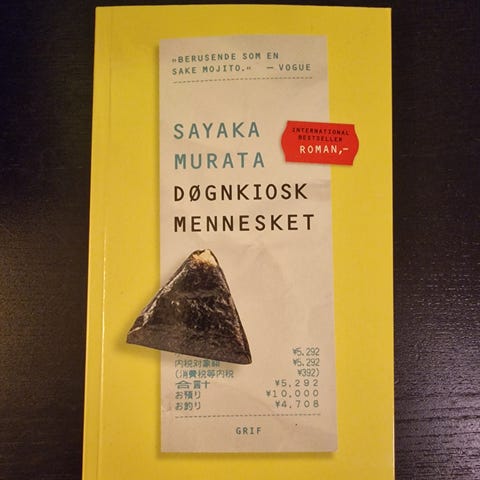 »BERUSENDE SOM EN
SAKE MOJITO.« — VOGUE
SAYAKA
MURATA
INTERNATIONAL
BESTSELLER
ROMAN,-
DØGNKIOSK
MENNESKET
¥5,292
内税対象額 ¥5,292
(消費税等内税 ¥392)
合計 ¥5,292
お預り ¥10,000
お釣り ¥4,708
GRIF